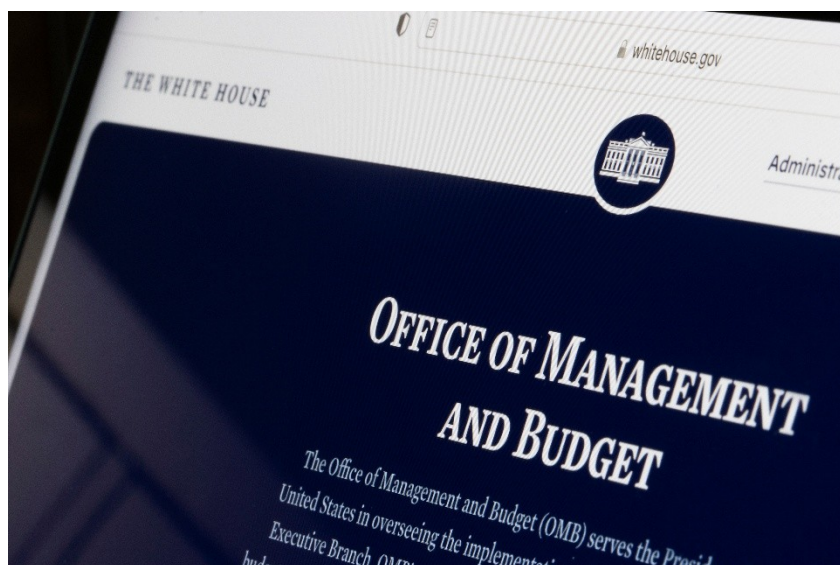 whitehouse.gov
THE WHITE HOUSE
Administra
OFFICE OF MANAGEMENT
AND BUDGET
The Office of Management and Budget (OMB) serves the Presid
United States in overseeing the implementati
Executive Branch. OMB'